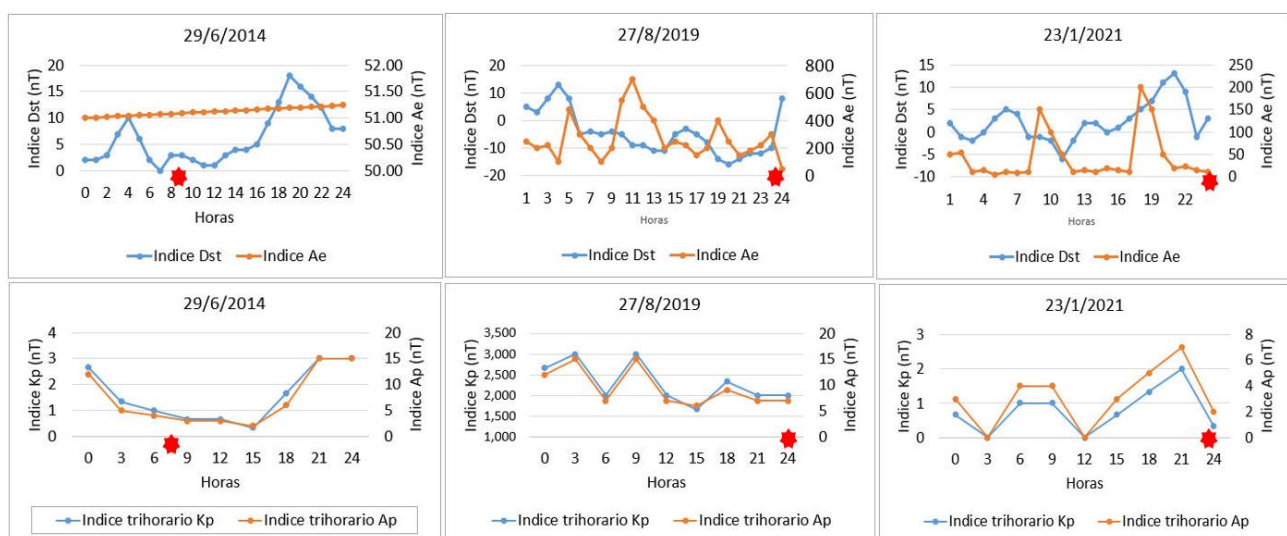 29/6/2014
Indice Dst (nT)
20
15
10
5
0
52.00
51.50
51.00
50.50
50.00
Indice Ae (nT)
0 2 4 6 8 10 12 14 16 18 20 22 24
Horas
Indice Dst Indice Ae
27/8/2019
Indice Dst (nT)
20
10
0
-10
-20
800
600
400
200
0
Indice Ae (nT)
1 3 5 7 9 11 13 15 17 19 21 23 24
Horas
Indice Dst Indice Ae
23/1/2021
Indice Dst (nT)
15
10
5
0
-5
-10
250
200
150
100
50
0
Indice Ae (nT)
1 4 7 10 13 16 19 22
Horas
Indice Dst Indice Ae
29/6/2014
Indice Kp (nT)
4
3
2
1
0
20
15
10
5
0
Indice Ap (nT)
0 3 6 9 12 15 18 21 24
Horas
Indice trihorario Kp Indice trihorario Ap
27/8/2019
Indice Kp (nT)
3,500
3,000
2,500
2,000
1,500
1,000
20
15
10
5
0
Indice Ap (nT)
0 3 6 9 12 15 18 21 24
Horas
Indice trihorario Kp Indice trihorario Ap
23/1/2021
Indice Kp (nT)
3
2
1
0
8
7
6
5
4
3
2
1
0
Indice Ap (nT)
0 3 6 9 12 15 18 21 24
Horas
Indice trihorario Kp Indice trihorario Ap